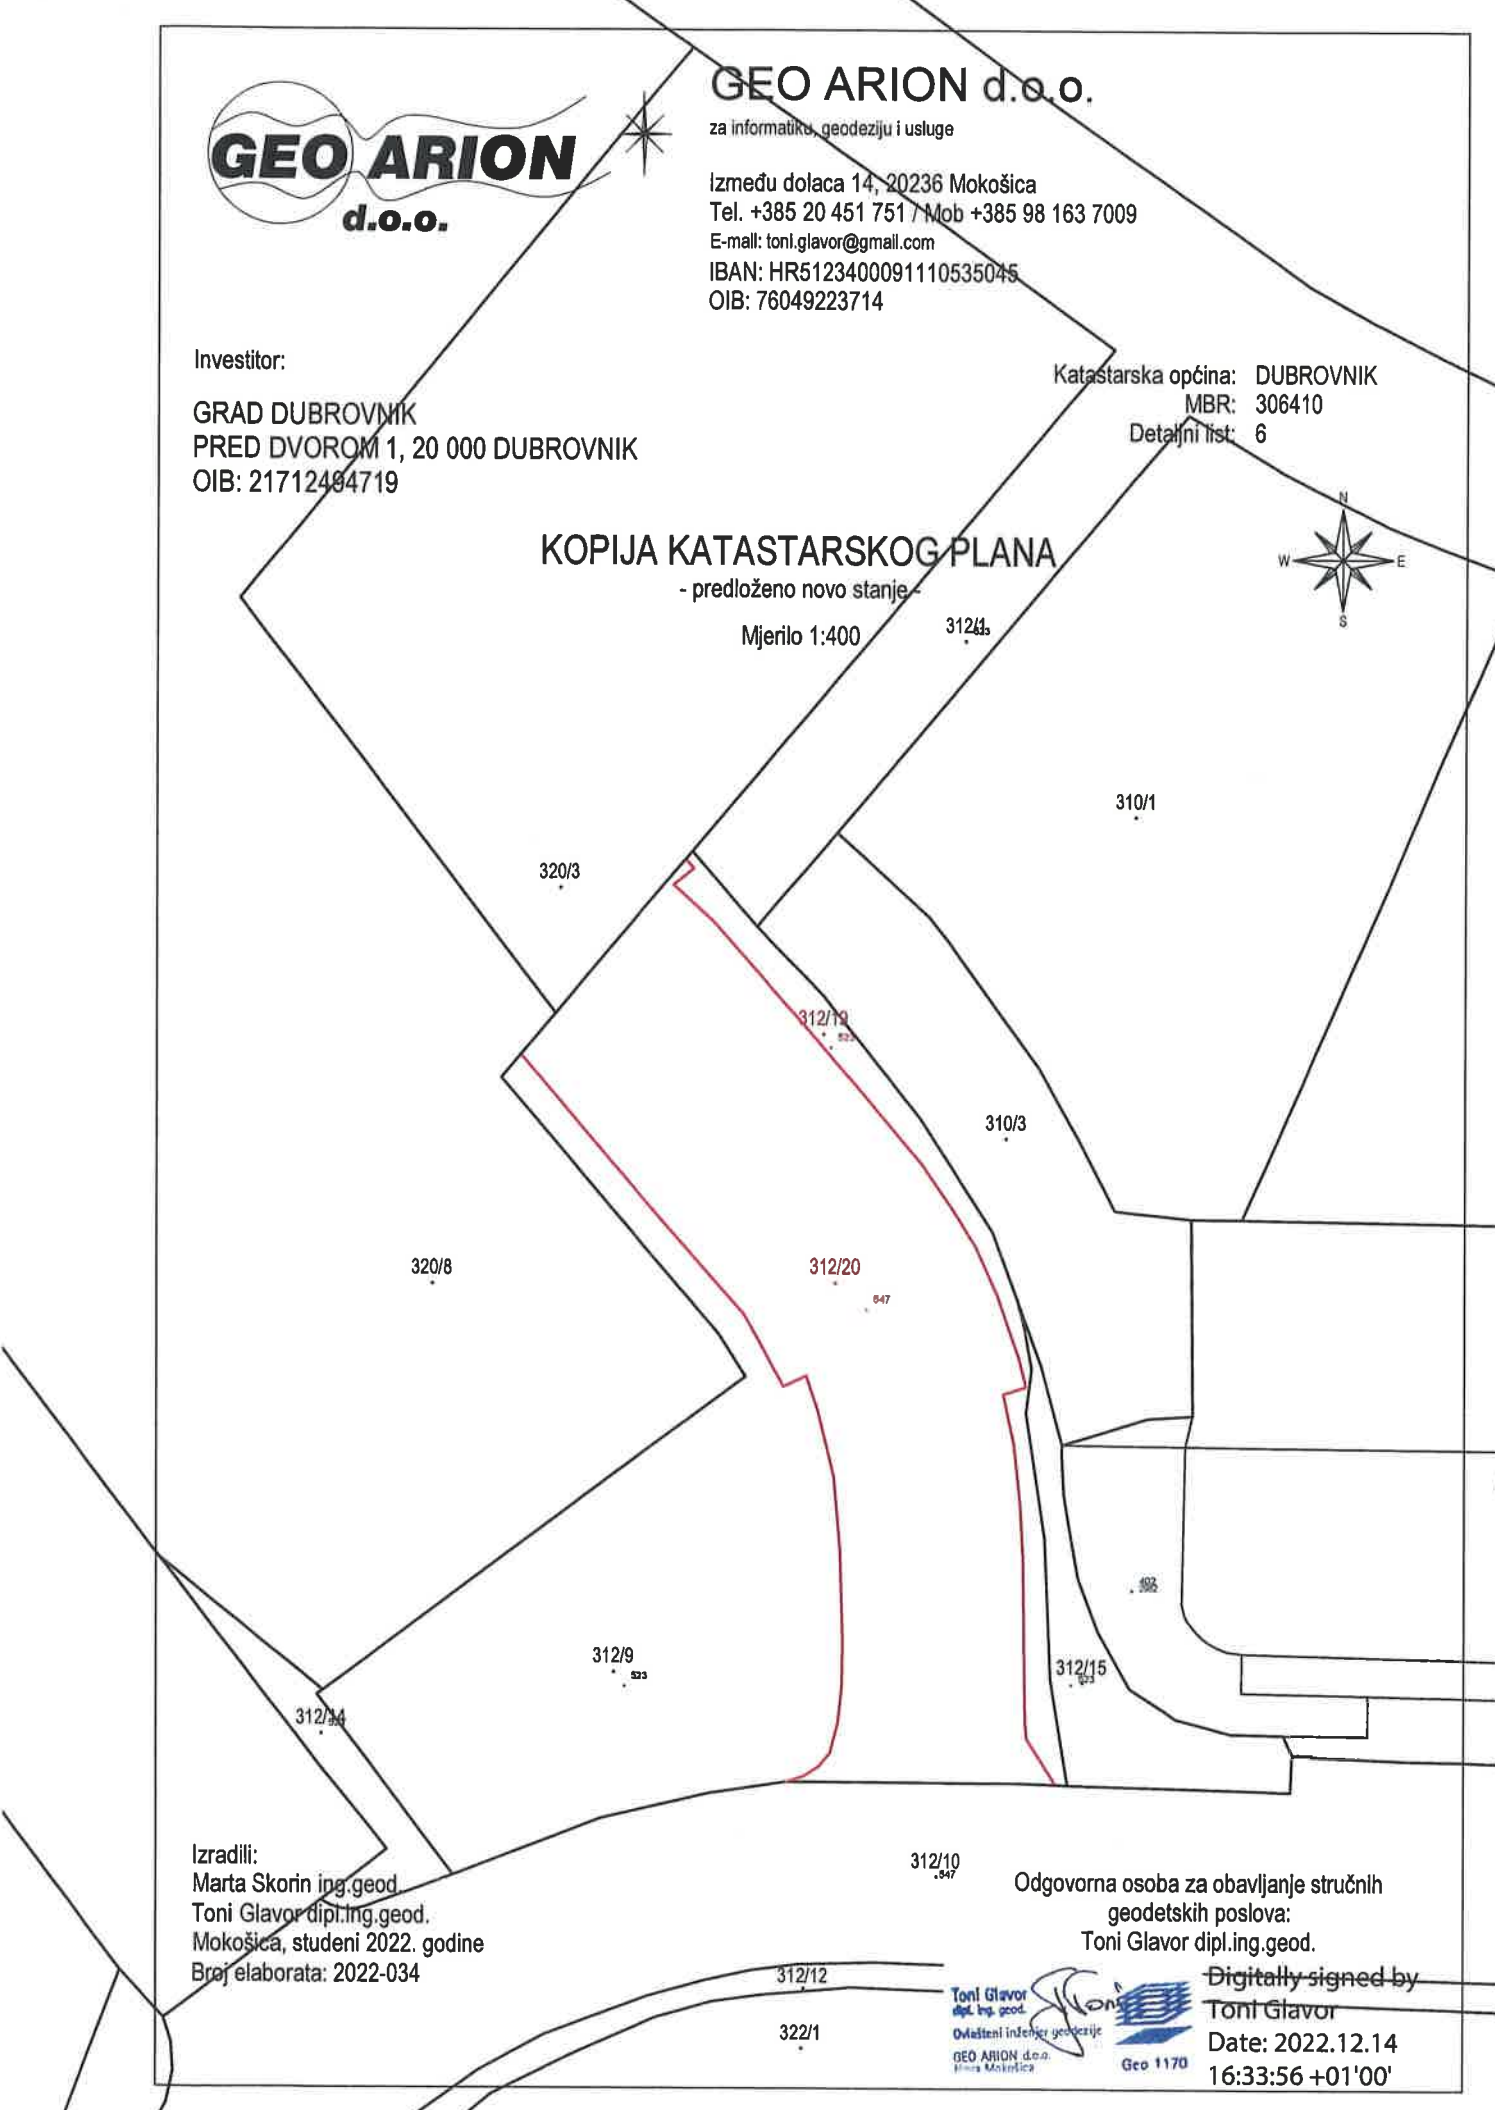 GEO ARION
d.o.o.
GEO ARION d.o.o.
za informatiku, geodeziju i usluge
Između dolaca 14, 20236 Mokošica
Tel. +385 20 451 751 / Mob +385 98 163 7009
E-mail: toni.glavor@gmail.com
IBAN: HR5123400091110535045
OIB: 76049223714
Investitor:
GRAD DUBROVNIK
PRED DVOROM 1, 20 000 DUBROVNIK
OIB: 21712494719
Katastarska općina: DUBROVNIK
MBR: 306410
Detaljni list: 6
N
W E
S
KOPIJA KATASTARSKOG PLANA
- predloženo novo stanje -
Mjerilo 1:400
312/1
310/1
320/3
312/19
523
310/3
320/8
312/20
547
312/9
523
312/15
523
312/14
312/10
547
312/12
322/1
Izradili:
Marta Skorin ing.geod.
Toni Glavor dipl.ing.geod.
Mokošica, studeni 2022. godine
Broj elaborata: 2022-034
Odgovorna osoba za obavljanje stručnih
geodetskih poslova:
Toni Glavor dipl.ing.geod.
Toni Glavor
dipl. ing. geod.
Ovlašteni inženjer geodezije
GEO ARION d.o.o.
Mokošica
Geo 1170
Digitally signed by
Toni Glavor
Date: 2022.12.14
16:33:56 +01'00'